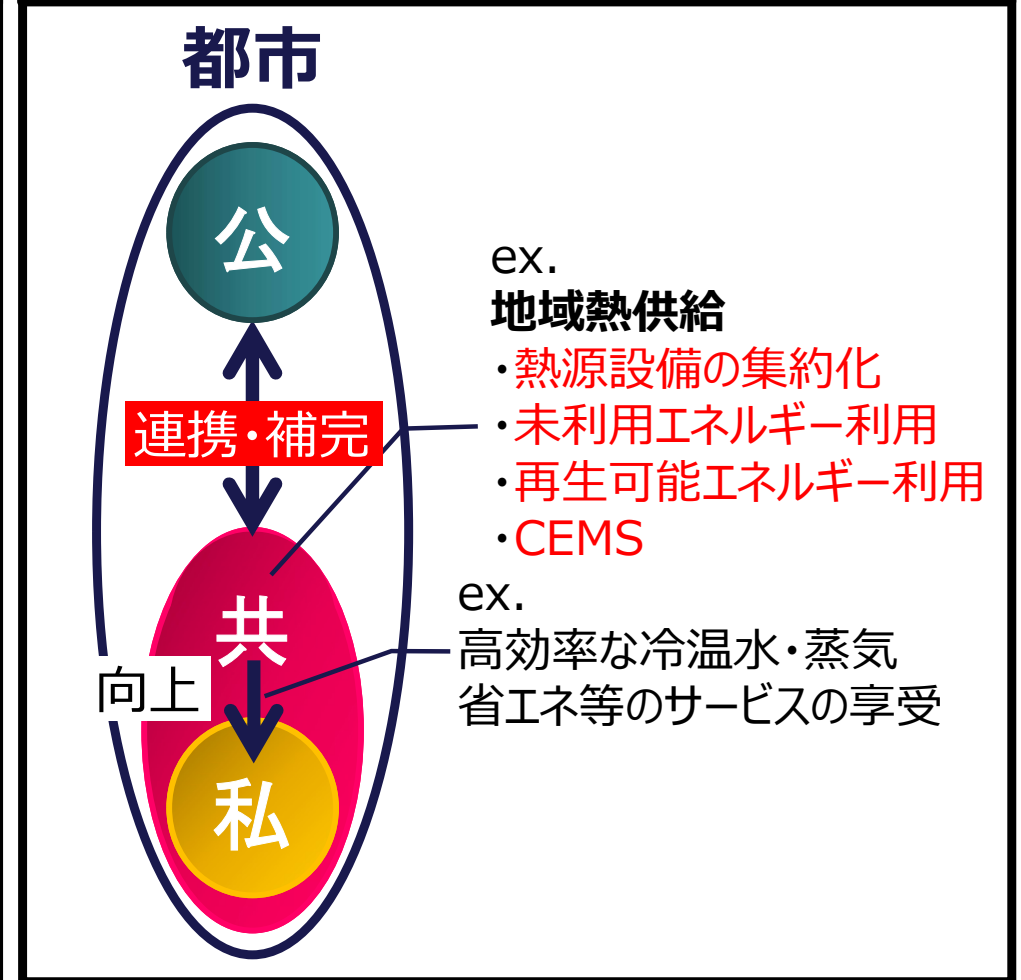 都市
公
連携・補完
共
向上
私
ex.
地域熱供給
・熱源設備の集約化
・未利用エネルギー利用
・再生可能エネルギー利用
・CEMS
ex.
高効率な冷温水・蒸気
省エネ等のサービスの享受